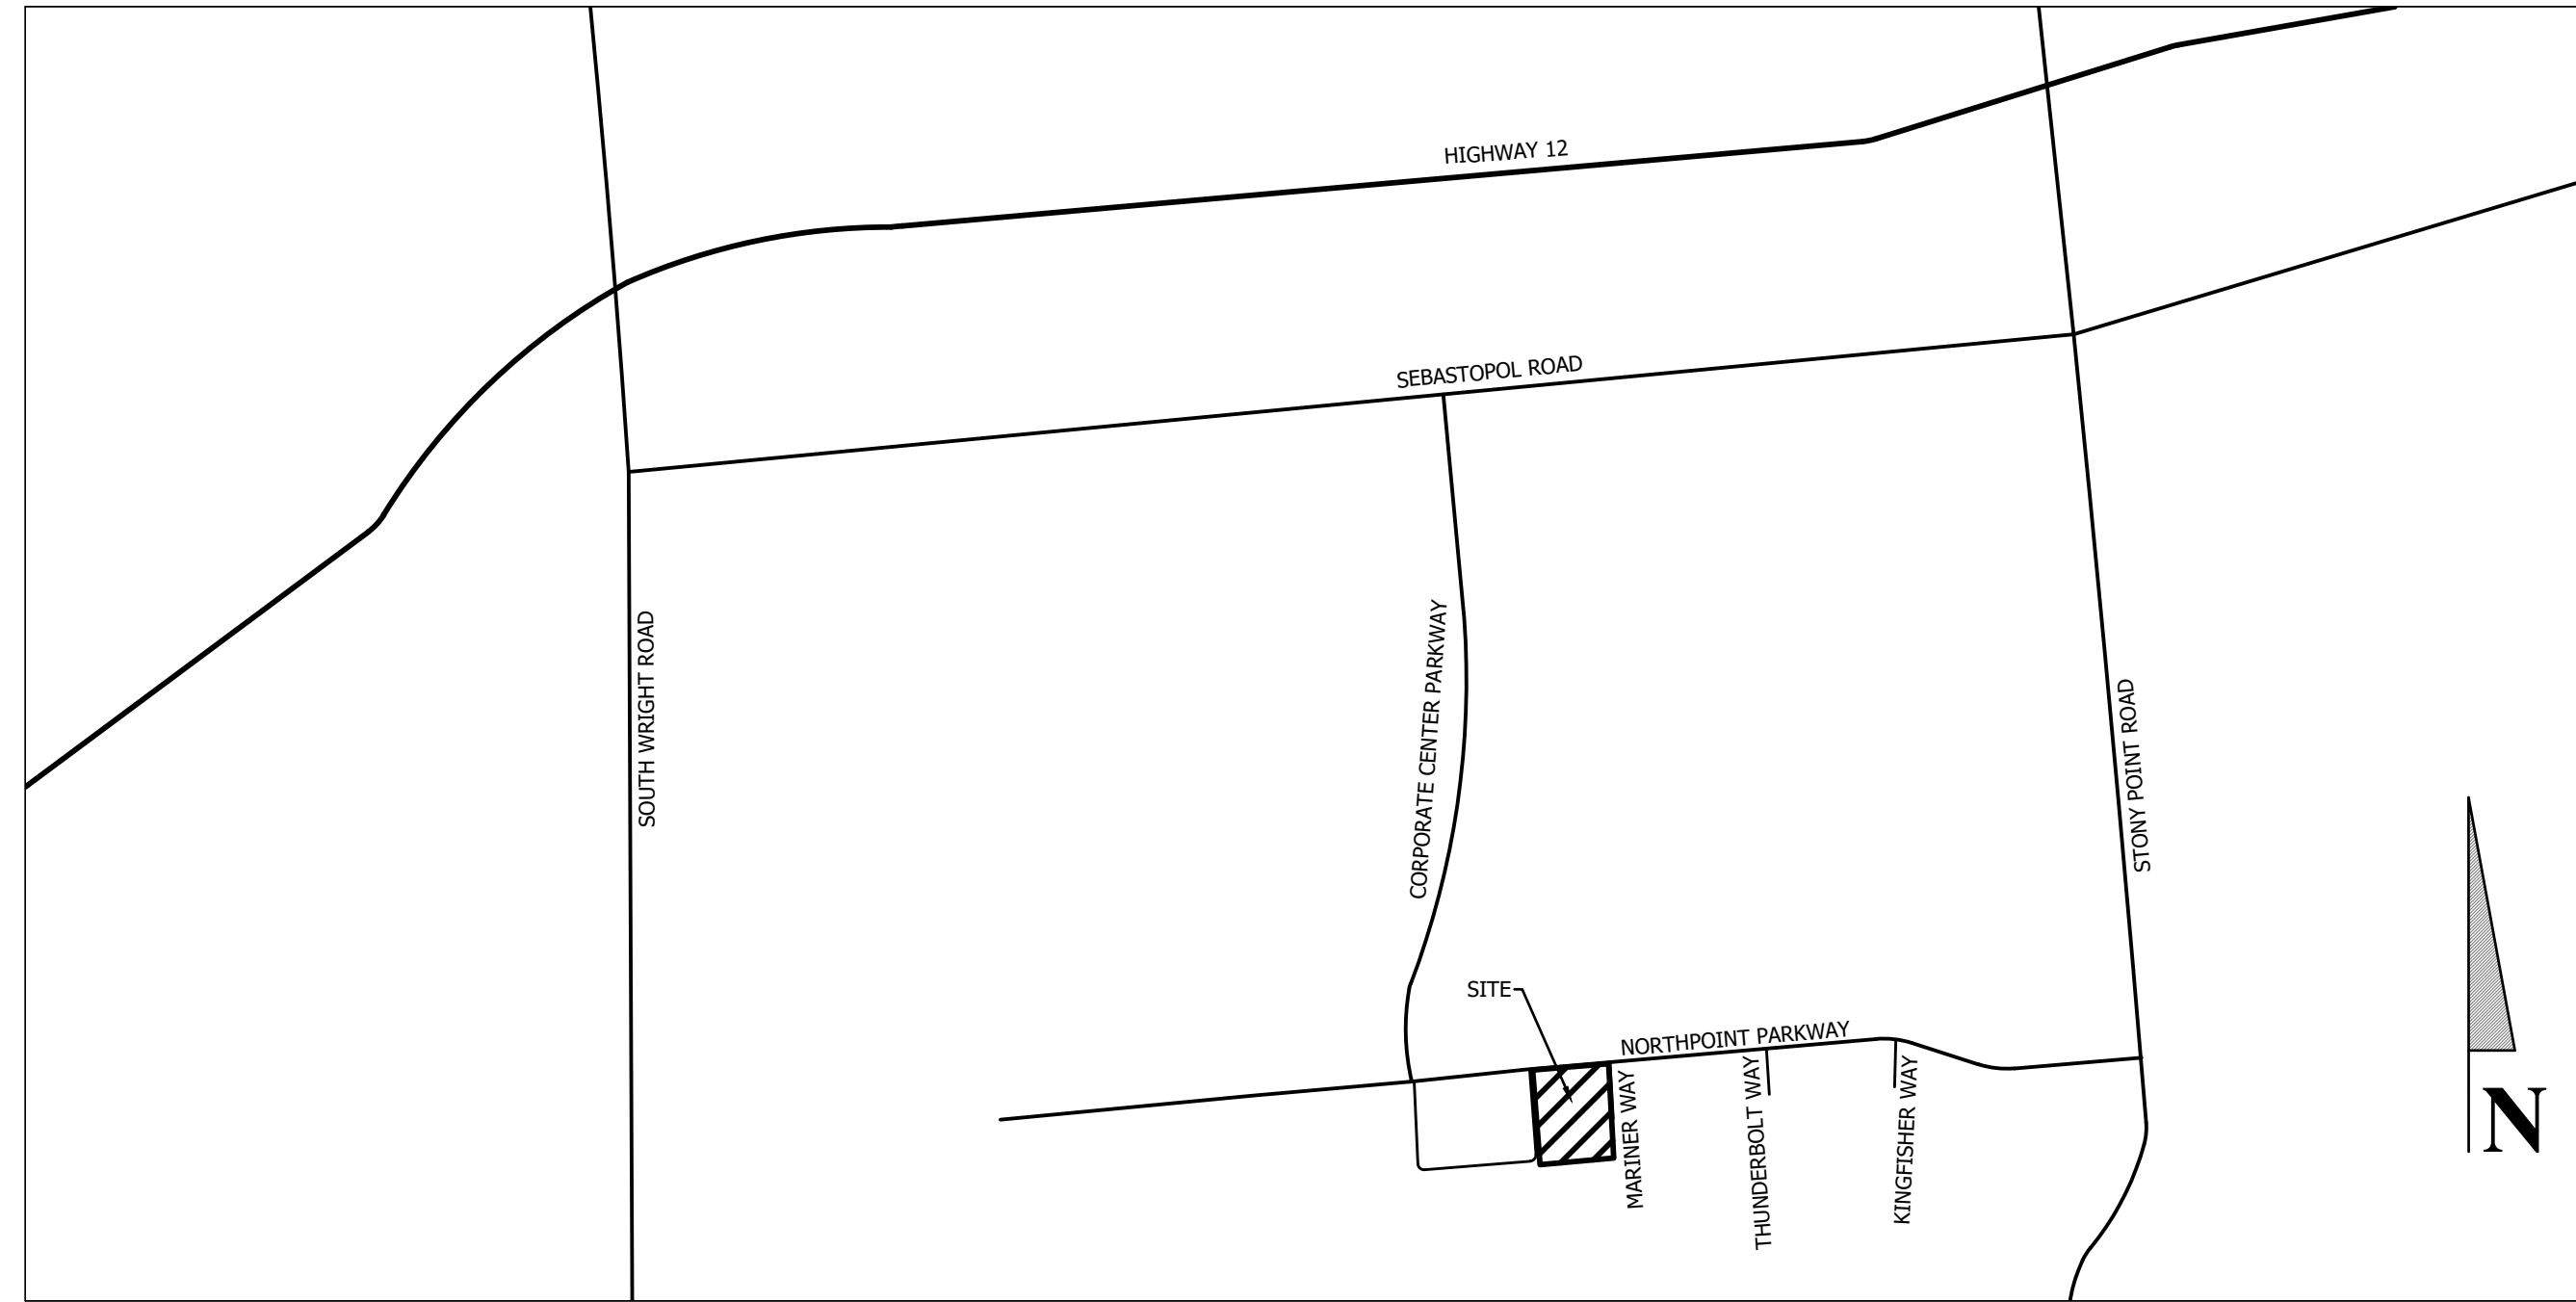 HIGHWAY 12
SEBASTOPOL ROAD
SOUTH WRIGHT ROAD
CORPORATE CENTER PARKWAY
STONY POINT ROAD
SITE
NORTHPOINT PARKWAY
MARINER WAY
THUNDERBOLT WAY
KINGFISHER WAY
N